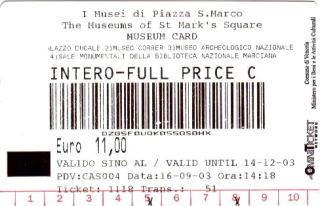 I Musei di Piazza S.Marco
The Museums of St Mark's Square
MUSEUM CARD
LAZZO DUCALE 2)MUSEO CORRER 3)MUSEO ARCHEOLOGICO NAZIONALE
4)SALE MONUMENTALI DELLA BIBLIOTECA NAZIONALE MARCIANA
INTERO-FULL PRICE C
Euro 11,00
VALIDO SINO AL / VALID UNTIL 14-12-03
PDV:CAS004 Data:16-09-03 Ora:14:18
Ticket: 1118 Trans.: 51
1 2 3 4 5 6 7 8 9 10
Comune di Venezia
Ministero per i Beni e le Attività Culturali
OMNITICKET
NETWORK